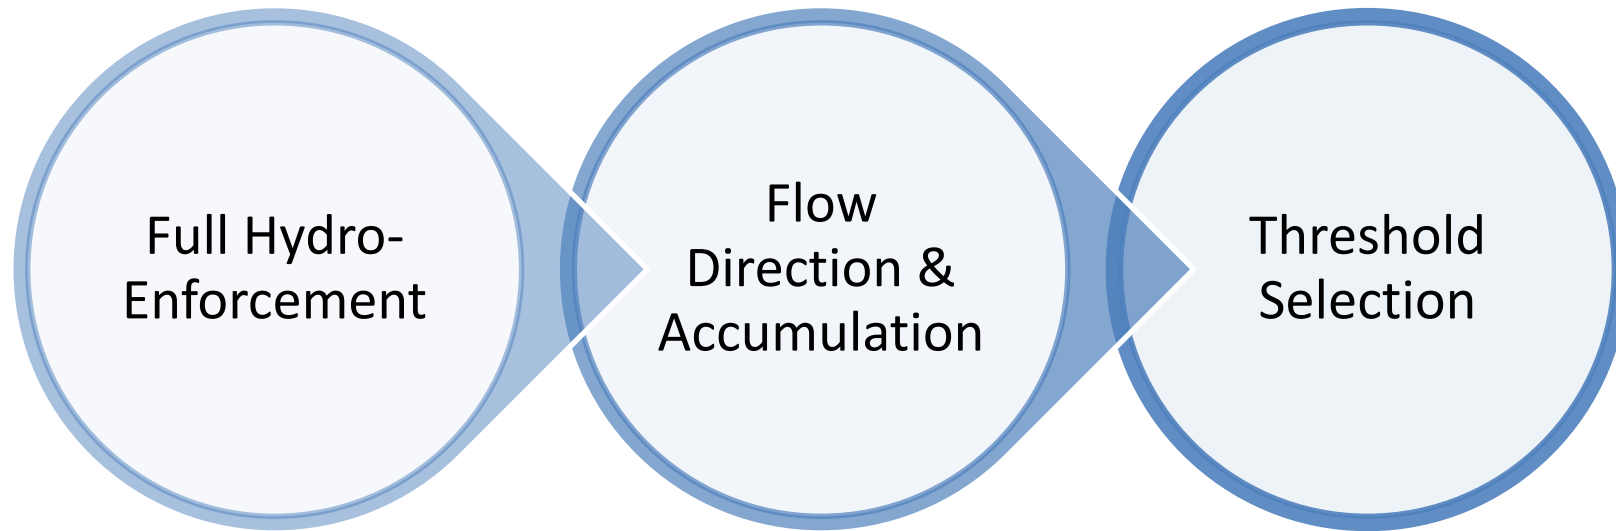 Full Hydro-
Enforcement
Flow
Direction &
Accumulation
Threshold
Selection